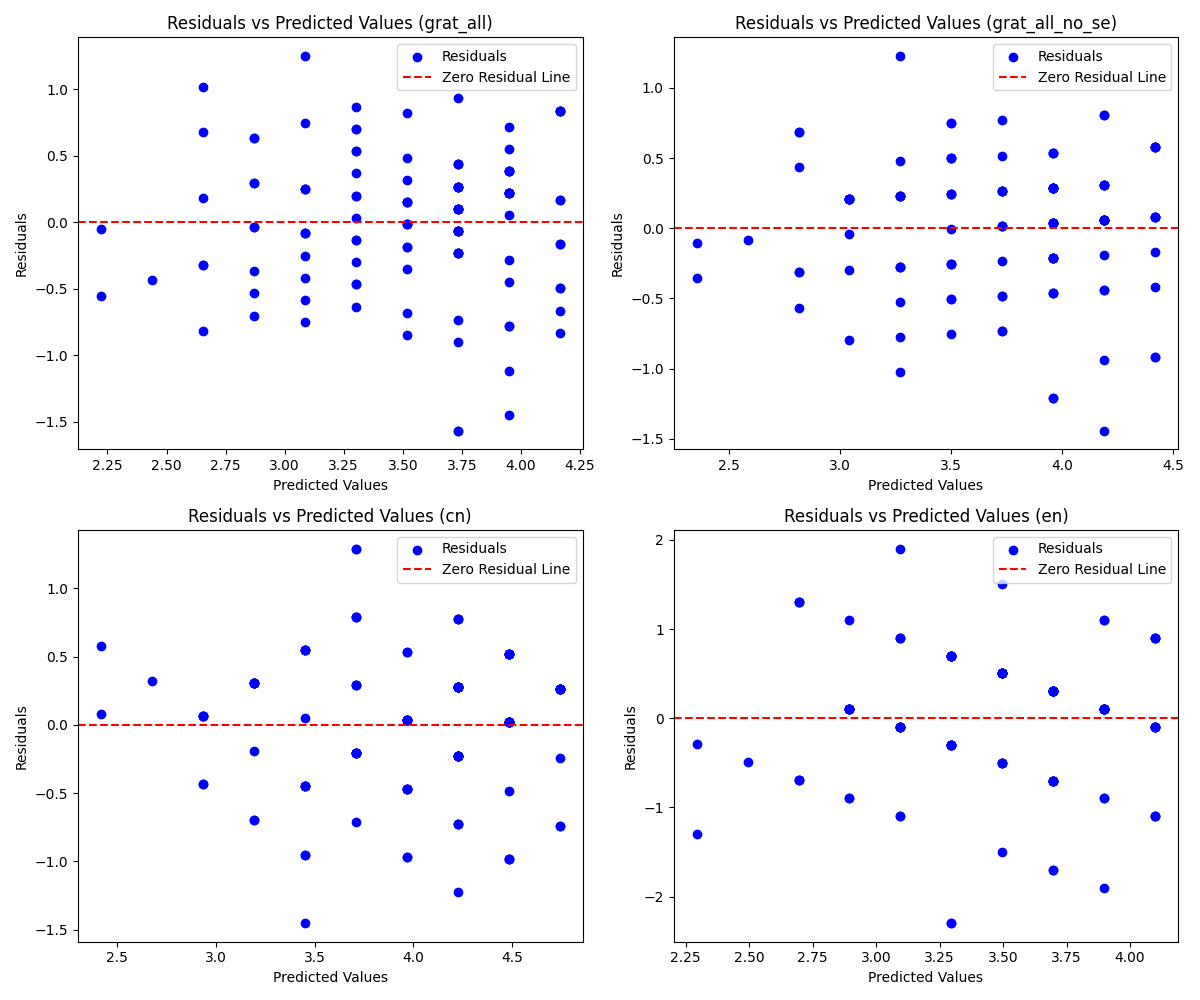 Residuals vs Predicted Values (grat_all)
Residuals
Zero Residual Line
1.0
0.5
0.0
−0.5
−1.0
−1.5
Residuals
2.25 2.50 2.75 3.00 3.25 3.50 3.75 4.00 4.25
Predicted Values
Residuals vs Predicted Values (grat_all_no_se)
Residuals
Zero Residual Line
1.0
0.5
0.0
−0.5
−1.0
−1.5
Residuals
2.5 3.0 3.5 4.0 4.5
Predicted Values
Residuals vs Predicted Values (cn)
Residuals
Zero Residual Line
1.0
0.5
0.0
−0.5
−1.0
−1.5
Residuals
2.5 3.0 3.5 4.0 4.5
Predicted Values
Residuals vs Predicted Values (en)
Residuals
Zero Residual Line
2
1
0
−1
−2
Residuals
2.25 2.50 2.75 3.00 3.25 3.50 3.75 4.00
Predicted Values